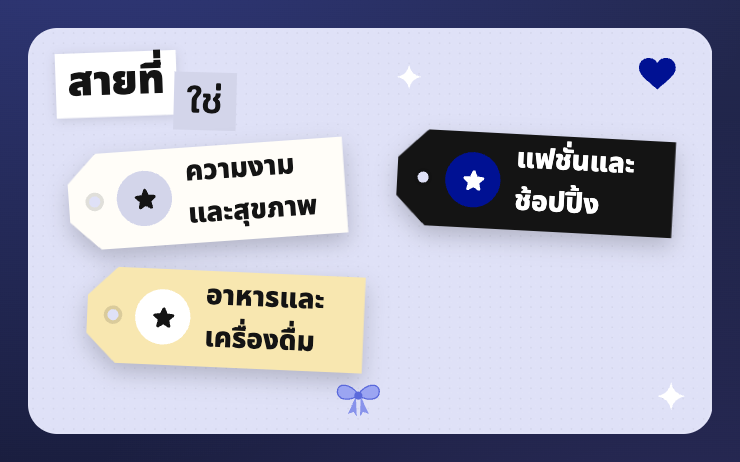 สายที่
ใช่
ความงาม
และสุขภาพ
แฟชั่นและ
ช้อปปิ้ง
อาหารและ
เครื่องดื่ม